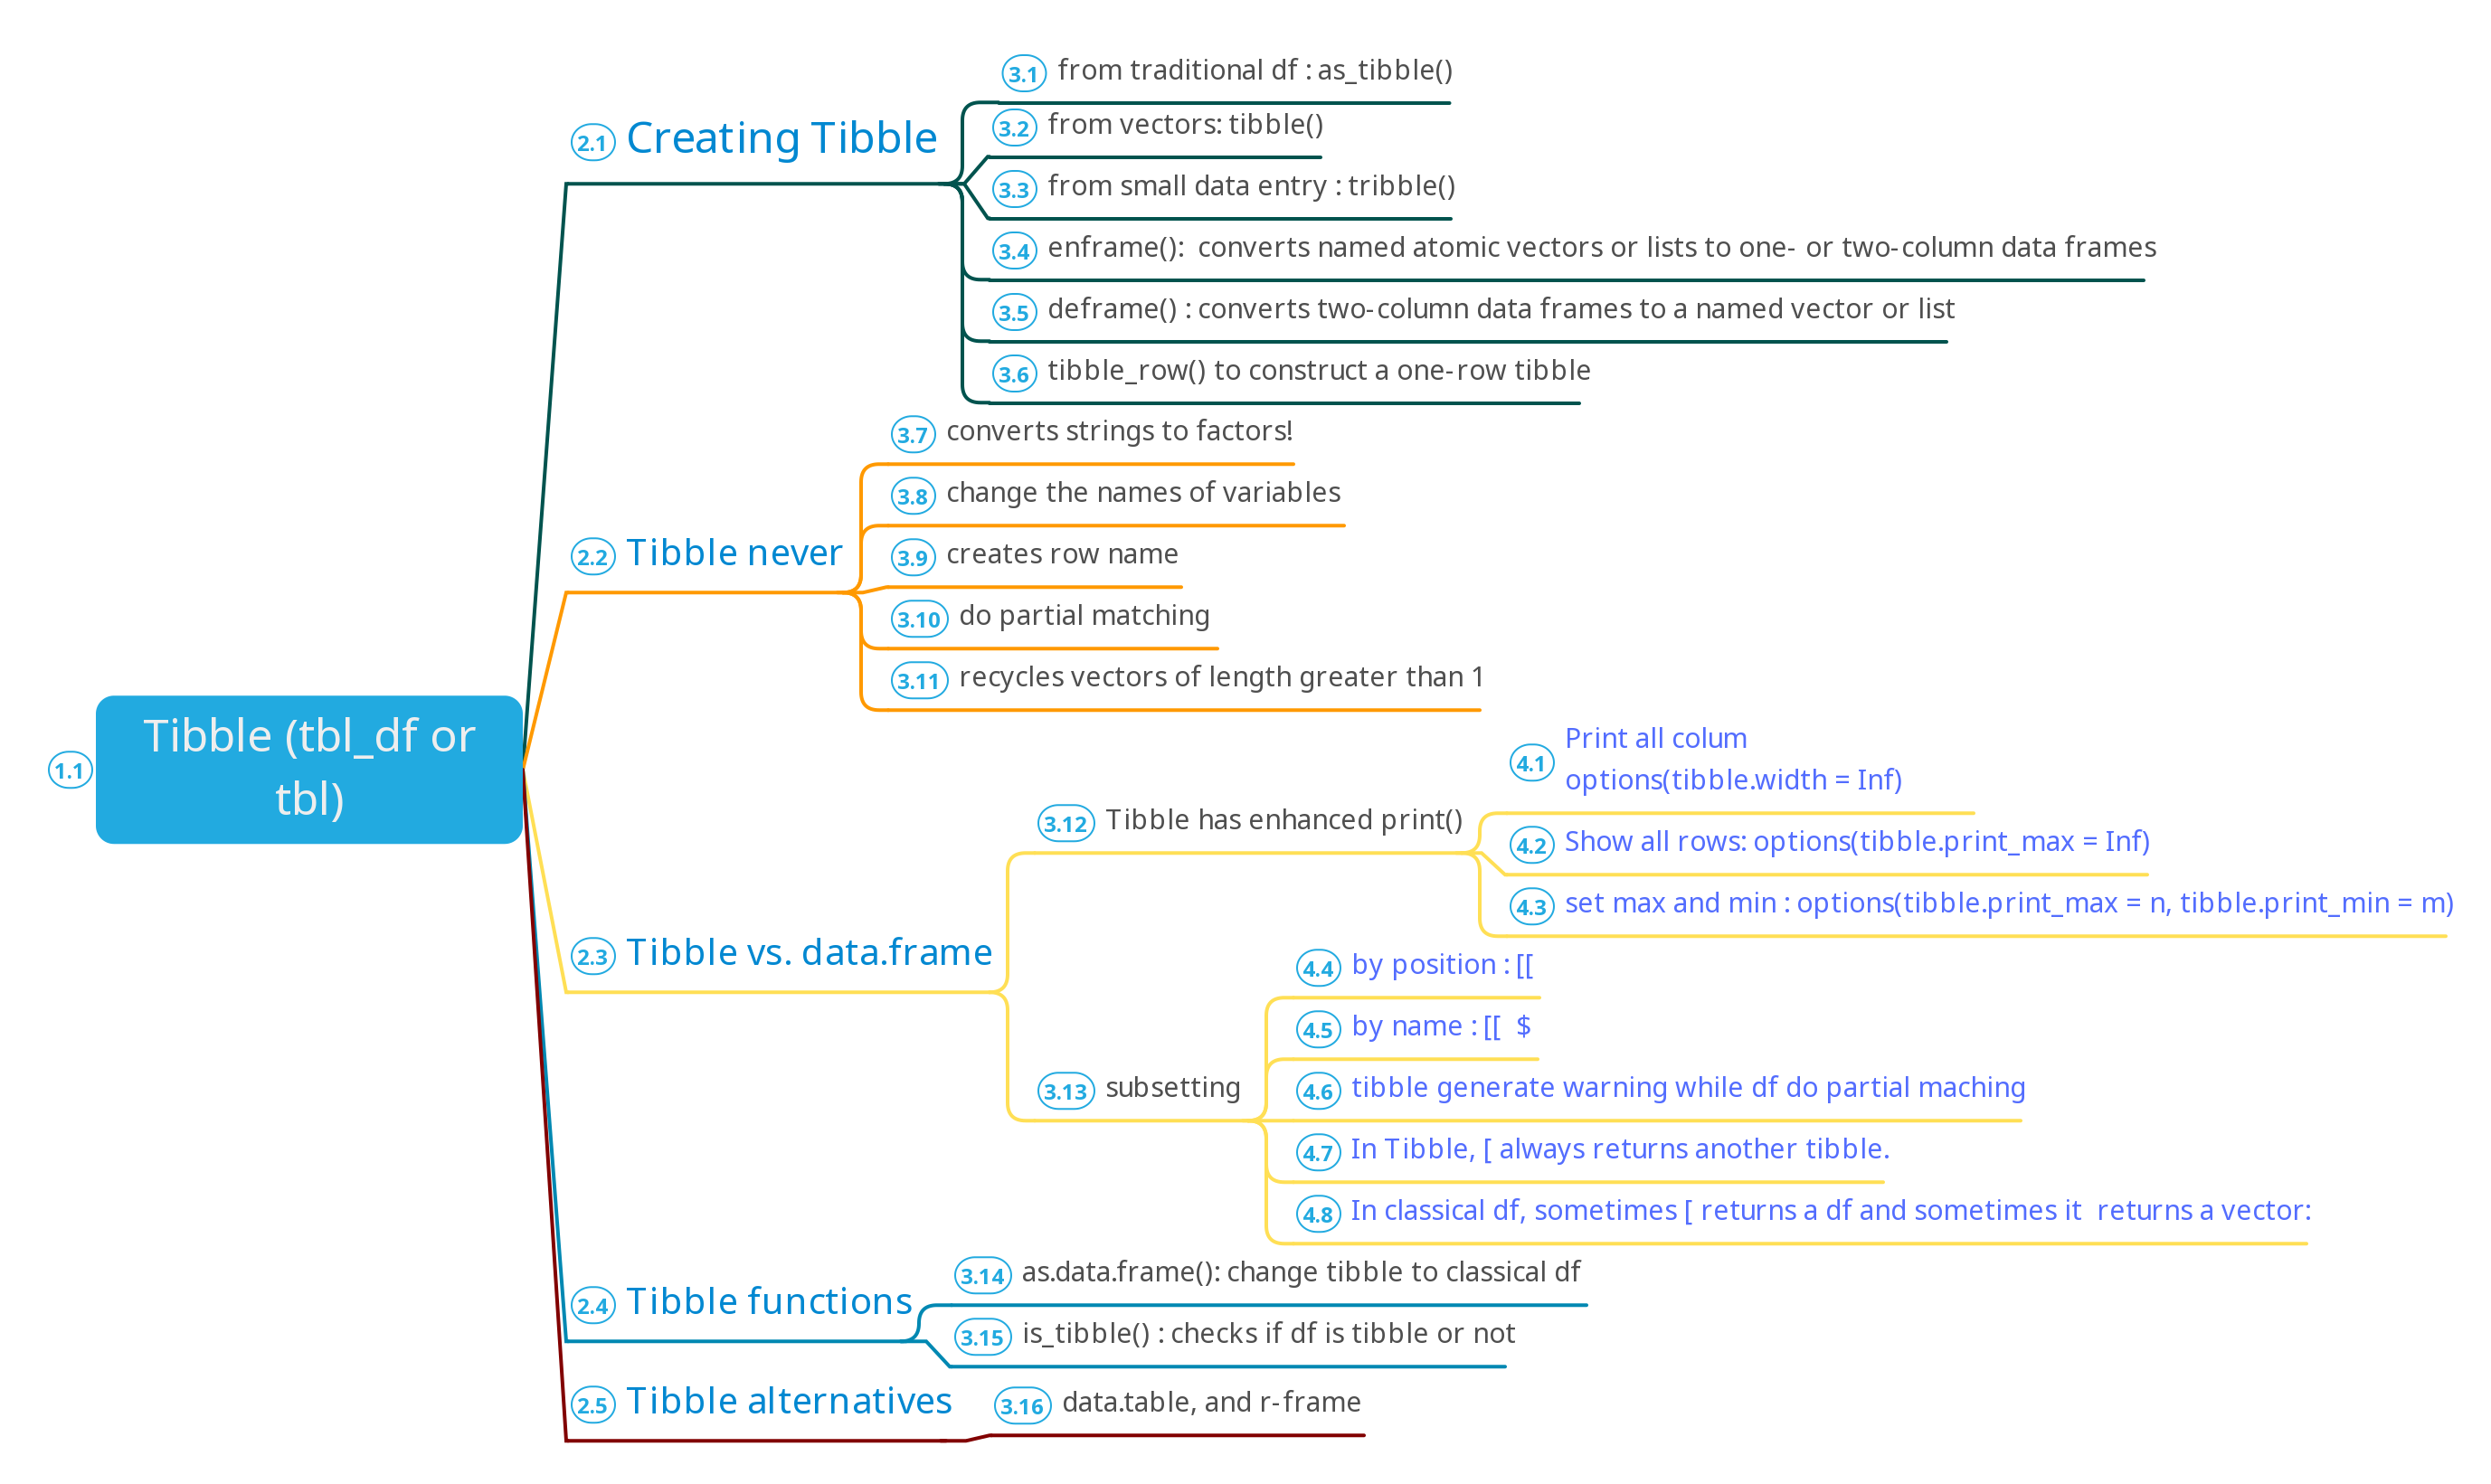 3.1 from traditional df : as_tibble()
2.1 Creating Tibble
3.2 from vectors: tibble()
3.3 from small data entry : tribble()
3.4 enframe():  converts named atomic vectors or lists to one- or two-column data frames
3.5 deframe() : converts two-column data frames to a named vector or list
3.6 tibble_row() to construct a one-row tibble
3.7 converts strings to factors!
3.8 change the names of variables
2.2 Tibble never
3.9 creates row name
3.10 do partial matching
3.11 recycles vectors of length greater than 1
1.1 Tibble (tbl_df or
tbl)
4.1 Print all colum
options(tibble.width = Inf)
3.12 Tibble has enhanced print()
4.2 Show all rows: options(tibble.print_max = Inf)
4.3 set max and min : options(tibble.print_max = n, tibble.print_min = m)
2.3 Tibble vs. data.frame
4.4 by position : [[
4.5 by name : [[  $
3.13 subsetting
4.6 tibble generate warning while df do partial maching
4.7 In Tibble, [ always returns another tibble.
4.8 In classical df, sometimes [ returns a df and sometimes it  returns a vector:
3.14 as.data.frame(): change tibble to classical df
2.4 Tibble functions
3.15 is_tibble() : checks if df is tibble or not
2.5 Tibble alternatives
3.16 data.table, and r-frame